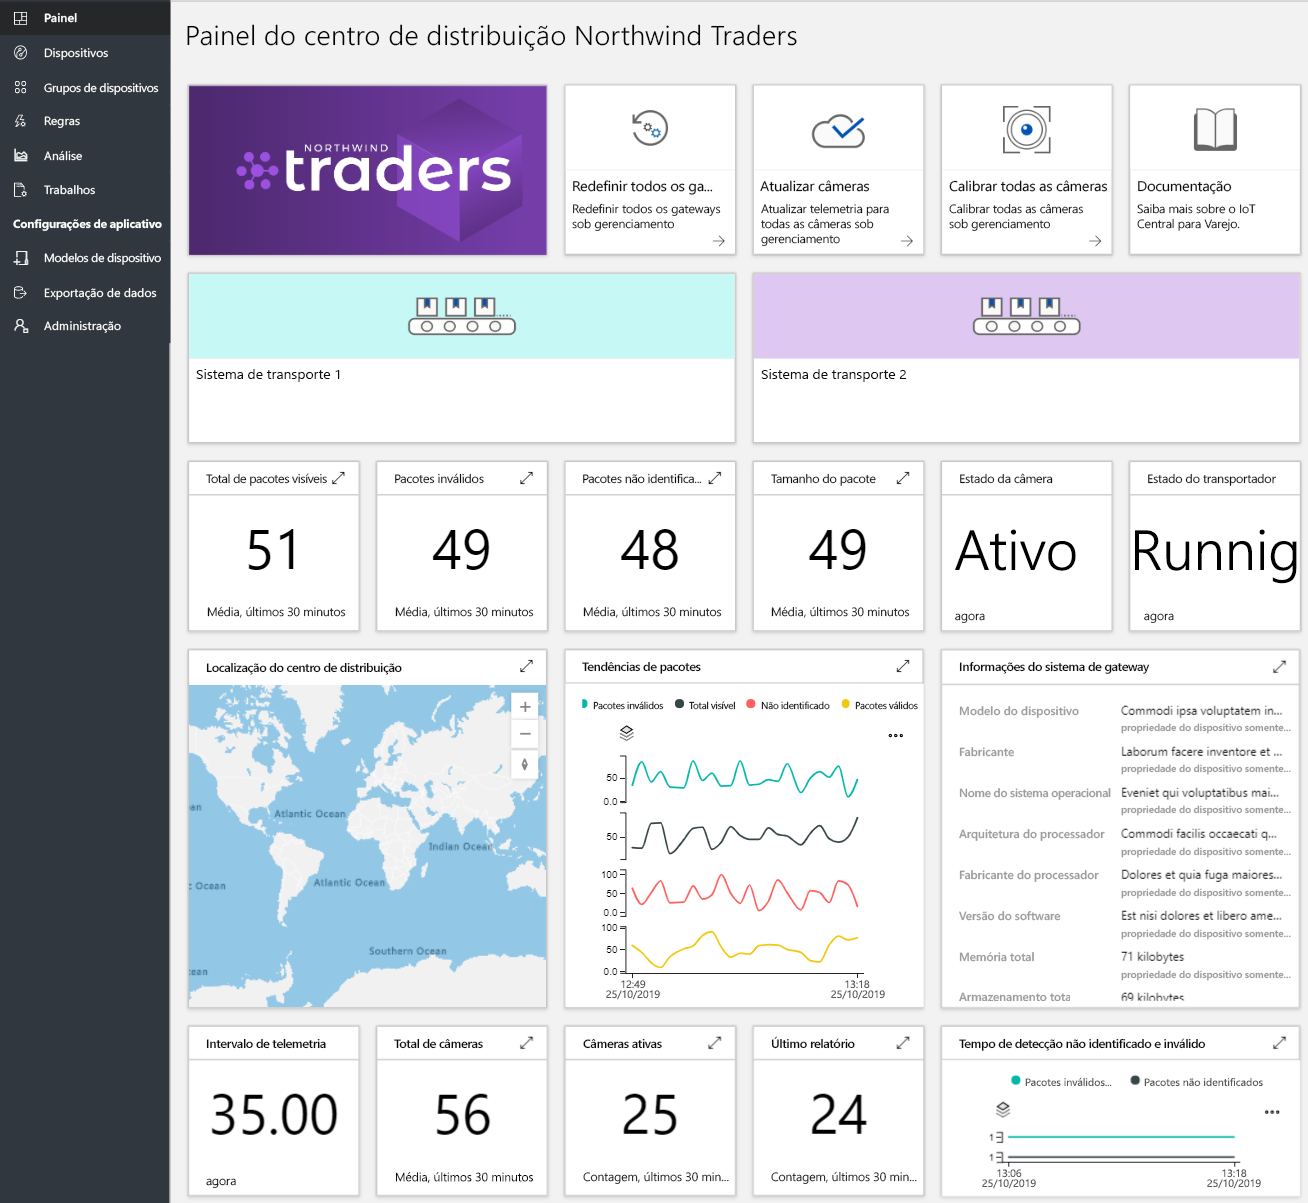 Painel
Dispositivos
Grupos de dispositivos
Regras
Análise
Trabalhos
Configurações de aplicativo
Modelos de dispositivo
Exportação de dados
Administração
Painel do centro de distribuição Northwind Traders
NORTHWIND
traders
Redefinir todos os ga...
Redefinir todos os gateways
sob gerenciamento
Atualizar câmeras
Atualizar telemetria para
todas as câmeras sob
gerenciamento
Calibrar todas as câmeras
Calibrar todas as câmeras
sob gerenciamento
Documentação
Saiba mais sobre o IoT
Central para Varejo.
Sistema de transporte 1
Sistema de transporte 2
Total de pacotes visíveis
51
Média, últimos 30 minutos
Pacotes inválidos
49
Média, últimos 30 minutos
Pacotes não identifica...
48
Média, últimos 30 minutos
Tamanho do pacote
49
Média, últimos 30 minutos
Estado da câmera
Ativo
agora
Estado do transportador
Runnig
agora
Localização do centro de distribuição
Atlantic Ocean
Indian Ocean
Atlantic Ocean
Ocean
Southern Ocean
Tendências de pacotes
Pacotes inválidos Total visível Não identificado Pacotes válidos
50
0.0
50
100
50
0.0
100
50
0.0
12:49 13:18
25/10/2019 25/10/2019
Informações do sistema de gateway
Modelo do dispositivo Commodi ipsa voluptatem in...
propriedade do dispositivo somente...
Fabricante Laborum facere inventore et ...
propriedade do dispositivo somente...
Nome do sistema operacional Eveniet qui voluptatibus mai...
propriedade do dispositivo somente...
Arquitetura do processador Commodi facilis occaecati q...
propriedade do dispositivo somente...
Fabricante do processador Dolores et quia fuga maiores...
propriedade do dispositivo somente...
Versão do software Est nisi dolores et libero ame...
propriedade do dispositivo somente...
Memória total 71 kilobytes
propriedade do dispositivo somente...
Armazenamento tota 69 kilobytes
Intervalo de telemetria
35.00
agora
Total de câmeras
56
Média, últimos 30 minutos
Câmeras ativas
25
Contagem, últimos 30 min...
Último relatório
24
Contagem, últimos 30 min...
Tempo de detecção não identificado e inválido
Pacotes inválidos... Pacotes não identificados
1
1
13:06 13:18
25/10/2019 25/10/2019